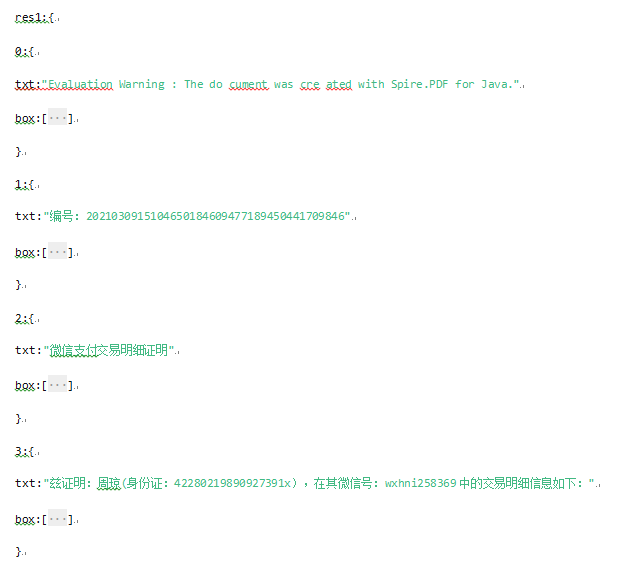 res1:{
0:{
txt:"Evaluation Warning : The do cument was cre ated with Spire.PDF for Java."
box:[...]
}
1:{
txt:"编号: 20210309151046501846094771894504417​09846"
box:[...]
}
2:{
txt:"微信支付交易明细证明"
box:[...]
}
3:{
txt:"兹证明: 周琼(身份证: 42280219890927391x) ，在其微信号: wxhni258369 中的交易明细信息如下: "
box:[...]
}